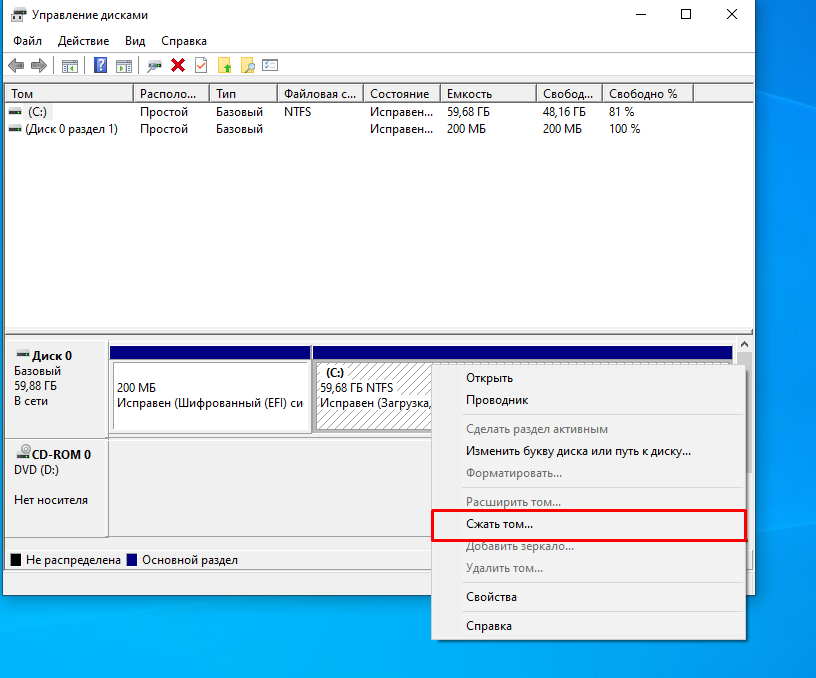 Управление дисками
Файл Действие Вид Справка
Том Располо... Тип Файловая с... Состояние Емкость Свобод... Свободно %
(C:) Простой Базовый NTFS Исправен... 59,68 ГБ 48,16 ГБ 81 %
(Диск 0 раздел 1) Простой Базовый Исправен... 200 МБ 200 МБ 100 %
Диск 0
Базовый
59,88 ГБ
В сети
200 МБ
Исправен (Шифрованный (EFI) си
(C:)
59,68 ГБ NTFS
Исправен (Загрузка,
CD-ROM 0
DVD (D:)
Нет носителя
Не распределена Основной раздел
Открыть
Проводник
Сделать раздел активным
Изменить букву диска или путь к диску...
Форматировать...
Расширить том...
Сжать том...
Добавить зеркало...
Удалить том...
Свойства
Справка